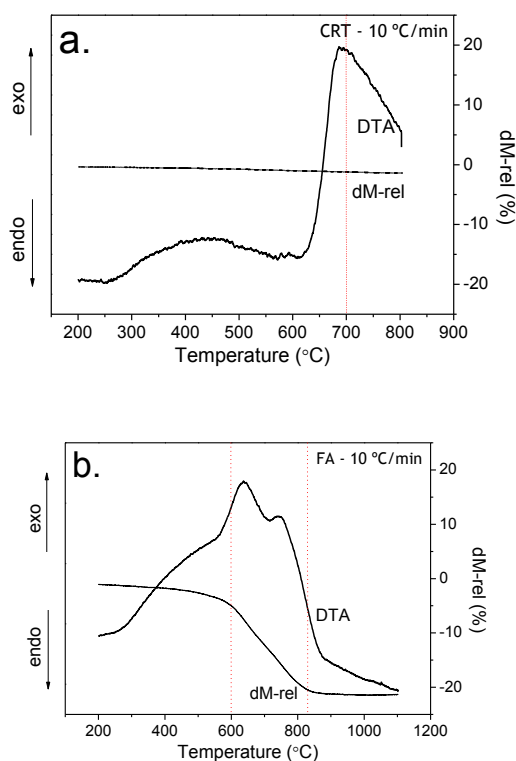 a.
CRT - 10 ºC/min
exo
endo
DTA
dM-rel
20
10
0
-10
-20
dM-rel (%)
200 300 400 500 600 700 800 900
Temperature (°C)
b.
FA - 10 ºC/min
exo
endo
DTA
dM-rel
20
10
0
-10
-20
dM-rel (%)
200 400 600 800 1000 1200
Temperature (°C)